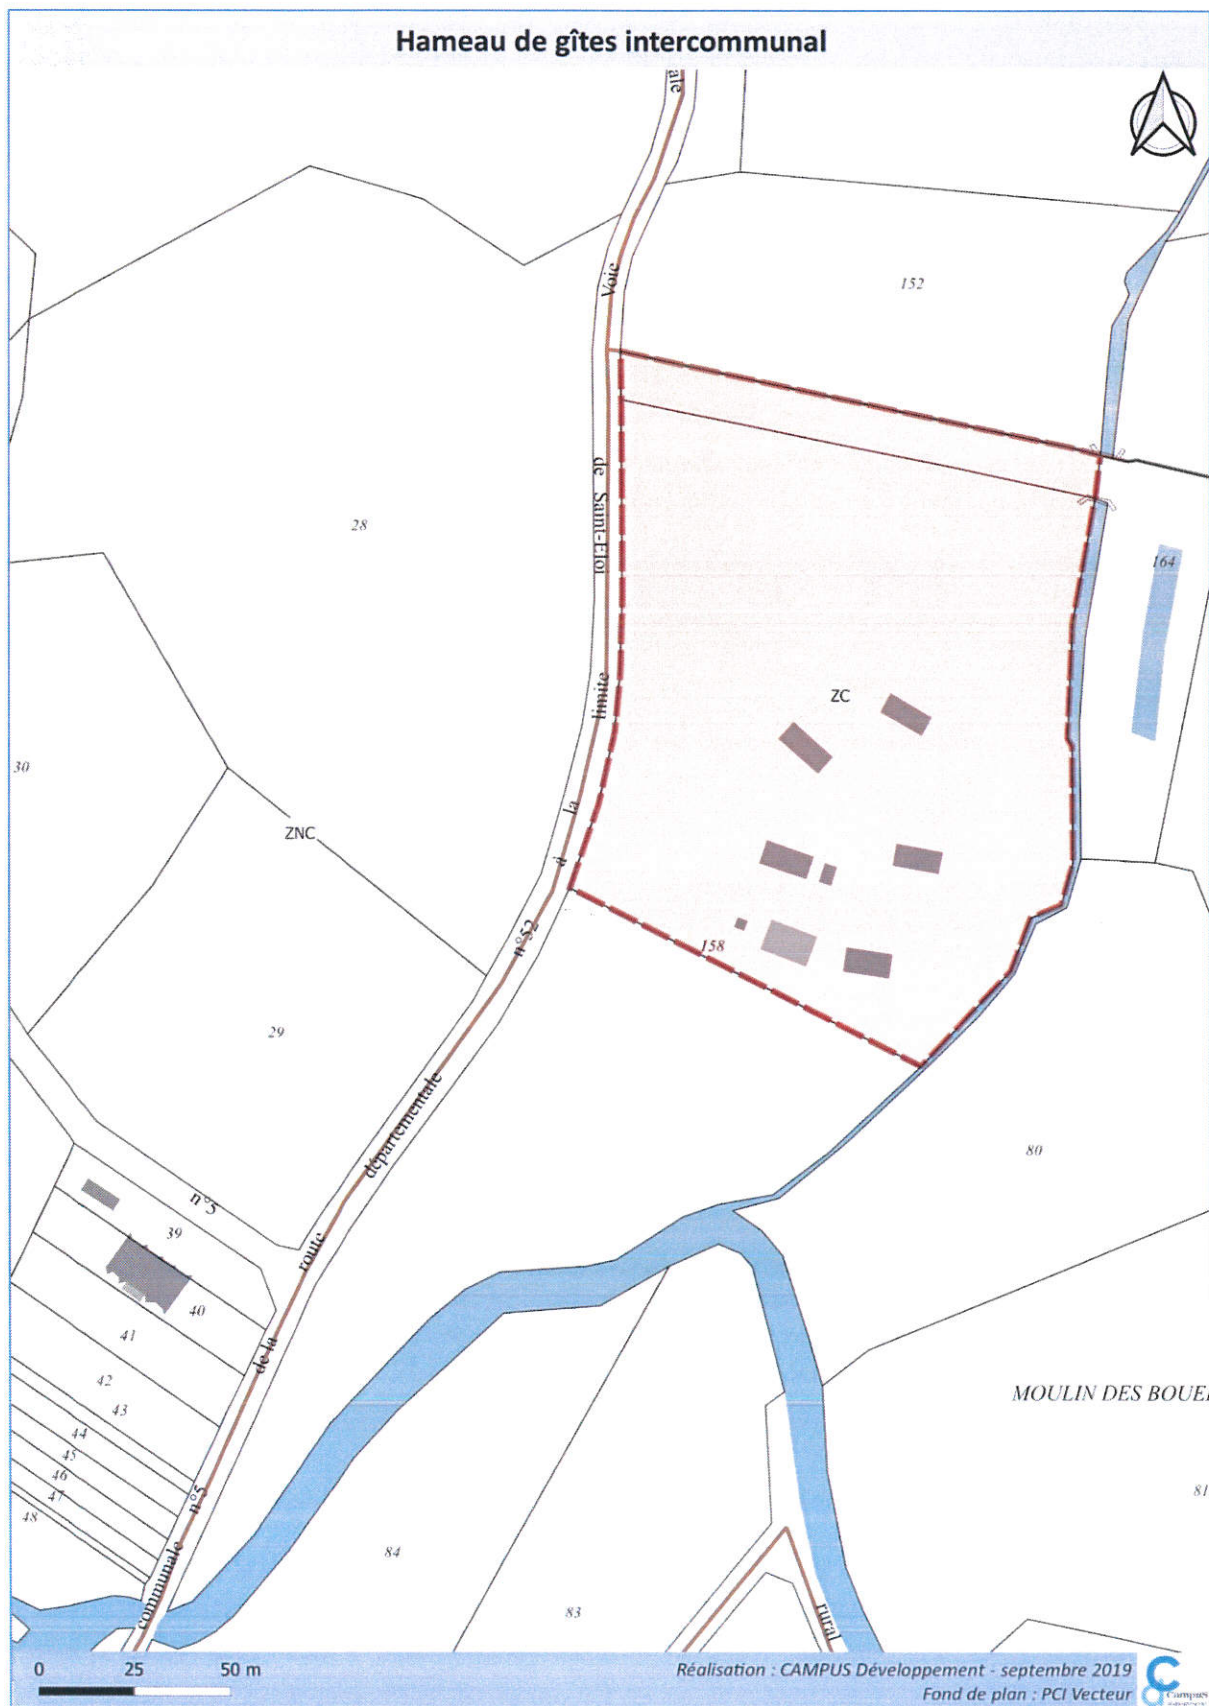 Hameau de gîtes intercommunal
ale
Voie
152
de Saint-Eloi
28
164
limite
ZC
30
la
ZNC
à
n°52
158
29
départementale
80
n°5
39
route
40
41
de la
42
MOULIN DES BOUE
43
44
45
46
81
47
n°5
48
84
communale
83
rural
0 25 50 m
Réalisation : CAMPUS Développement - septembre 2019
Fond de plan : PCI Vecteur
Campus